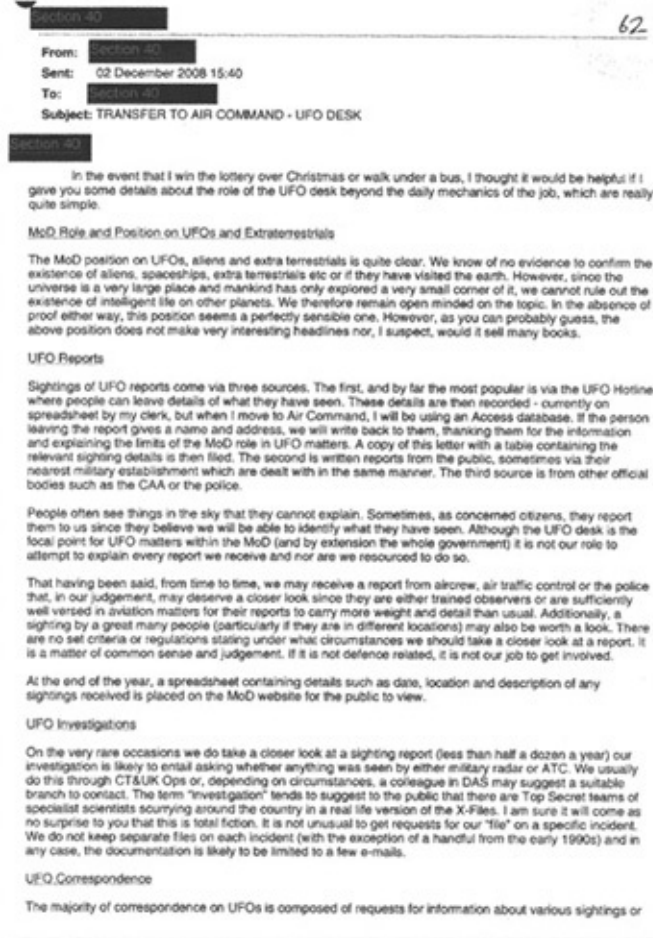 Section 40
62
From: Section 40
Sent: 02 December 2008 15:40
To: Section 40
Subject: TRANSFER TO AIR COMMAND - UFO DESK
Section 40
In the event that I win the lottery over Christmas or walk under a bus, I thought it would be helpful if I
gave you some details about the role of the UFO desk beyond the daily mechanics of the job, which are really
quite simple.
MoD Role and Position on UFOs and Extraterrestrials
The MoD position on UFOs, aliens and extra terrestrials is quite clear. We know of no evidence to confirm the
existence of aliens, spaceships, extra terrestrials etc or if they have visited the earth. However, since the
universe is a very large place and mankind has only explored a very small corner of it, we cannot rule out the
existence of intelligent life on other planets. We therefore remain open minded on the topic. In the absence of
proof either way, this position seems a perfectly sensible one. However, as you can probably guess, the
above position does not make very interesting headlines nor, I suspect, would it sell many books.
UFO Reports
Sightings of UFO reports come via three sources. The first, and by far the most popular is via the UFO Hotline
where people can leave details of what they have seen. These details are then recorded - currently on
spreadsheet by my clerk, but when I move to Air Command, I will be using an Access database. If the person
leaving the report gives a name and address, we will write back to them, thanking them for the information
and explaining the limits of the MoD role in UFO matters. A copy of this letter with a table containing the
relevant sighting details is then filed. The second is written reports from the public, sometimes via their
nearest military establishment which are dealt with in the same manner. The third source is from other official
bodies such as the CAA or the police.
People often see things in the sky that they cannot explain. Sometimes, as concerned citizens, they report
them to us since they believe we will be able to identify what they have seen. Although the UFO desk is the
focal point for UFO matters within the MoD (and by extension the whole government) it is not our role to
attempt to explain every report we receive and nor are we resourced to do so.
That having been said, from time to time, we may receive a report from aircrew, air traffic control or the police
that, in our judgement, may deserve a closer look since they are either trained observers or are sufficiently
well versed in aviation matters for their reports to carry more weight and detail than usual. Additionally, a
sighting by a great many people (particularly if they are in different locations) may also be worth a look. There
are no set criteria or regulations stating under what circumstances we should take a closer look at a report. It
is a matter of common sense and judgement. If it is not defence related, it is not our job to get involved.
At the end of the year, a spreadsheet containing details such as date, location and description of any
sightings received is placed on the MoD website for the public to view.
UFO Investigations
On the very rare occasions we do take a closer look at a sighting report (less than half a dozen a year) our
investigation is likely to entail asking whether anything was seen by either military radar or ATC. We usually
do this through CT&UK Ops or, depending on circumstances, a colleague in DAS may suggest a suitable
branch to contact. The term "investigation" tends to suggest to the public that there are Top Secret teams of
specialist scientists scurrying around the country in a real life version of the X-Files. I am sure it will come as
no surprise to you that this is total fiction. It is not unusual to get requests for our "file" on a specific incident.
We do not keep separate files on each incident (with the exception of a handful from the early 1990s) and in
any case, the documentation is likely to be limited to a few e-mails.
UFO Correspondence
The majority of correspondence on UFOs is composed of requests for information about various sightings or